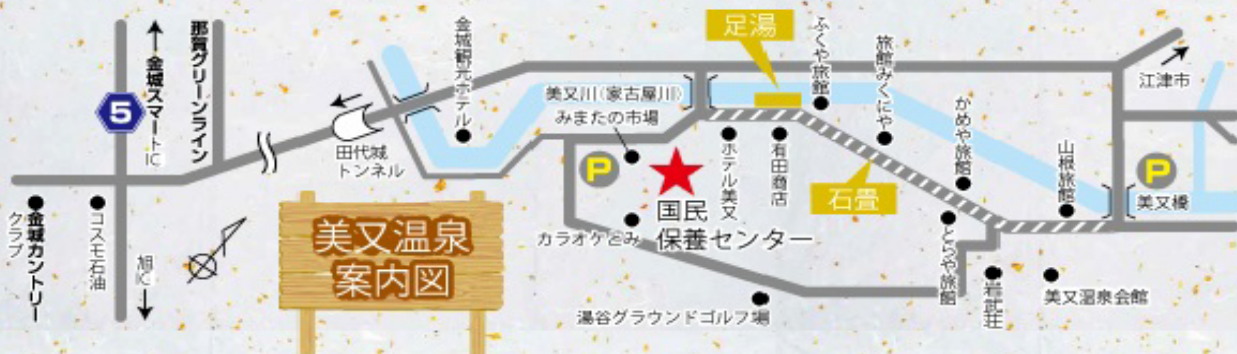 那賀グリーンライン
金城スマートIC
5
金城カントリー
クラブ
コスモ石油
旭IC
田代城
トンネル
金城観光ホテル
美又温泉
案内図
美又川(家古屋川)
みまたの市場
P
国民
保養センター
カラオケとみ
湯谷グラウンドゴルフ場
足湯
ふくや旅館
旅館みくにや
かめや旅館
山根旅館
ホテル美又
有田商店
石畳
とらや旅館
岩武荘
美又温泉会館
江津市
P
美又橋